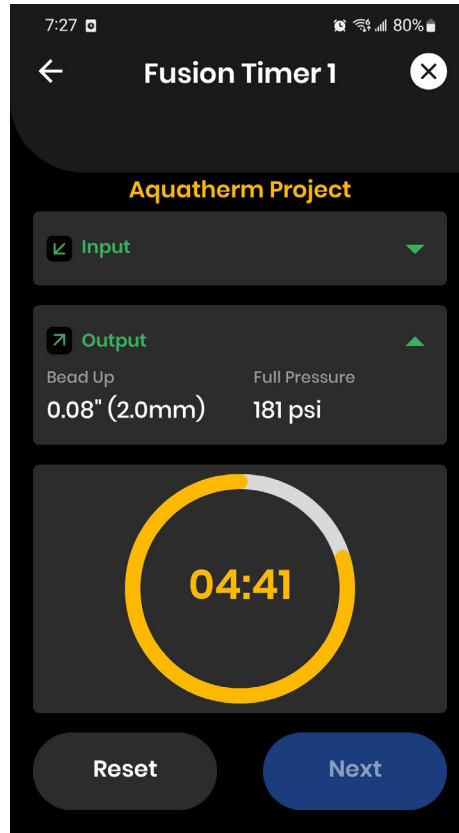 7:27 80%
Fusion Timer 1
Aquatherm Project
Input
Output
Bead Up Full Pressure
0.08" (2.0mm) 181 psi
04:41
Reset Next